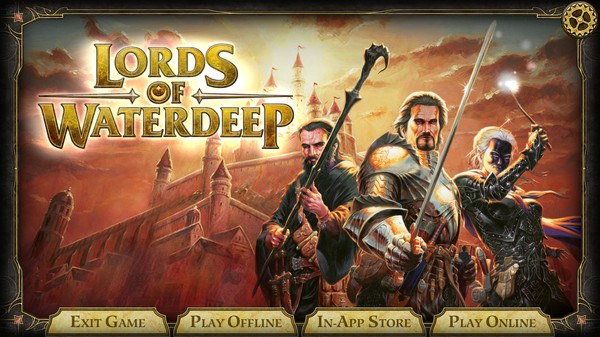 LORDS
OF
WATERDEEP
EXIT GAME
PLAY OFFLINE
IN-APP STORE
PLAY ONLINE